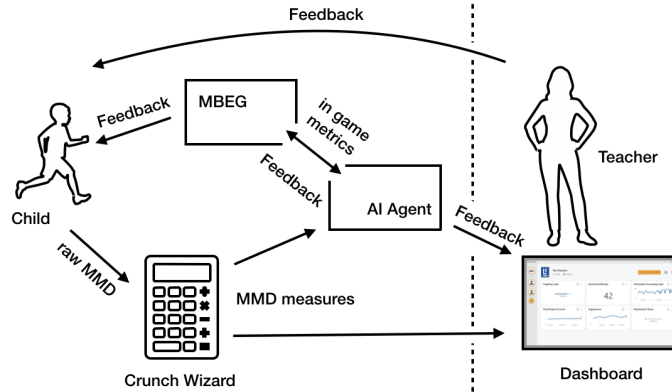 Feedback
MBEG
Feedback
in game
metrics
Feedback
Teacher
AI Agent
Child
Feedback
raw MMD
MMD measures
42
Crunch Wizard
Dashboard